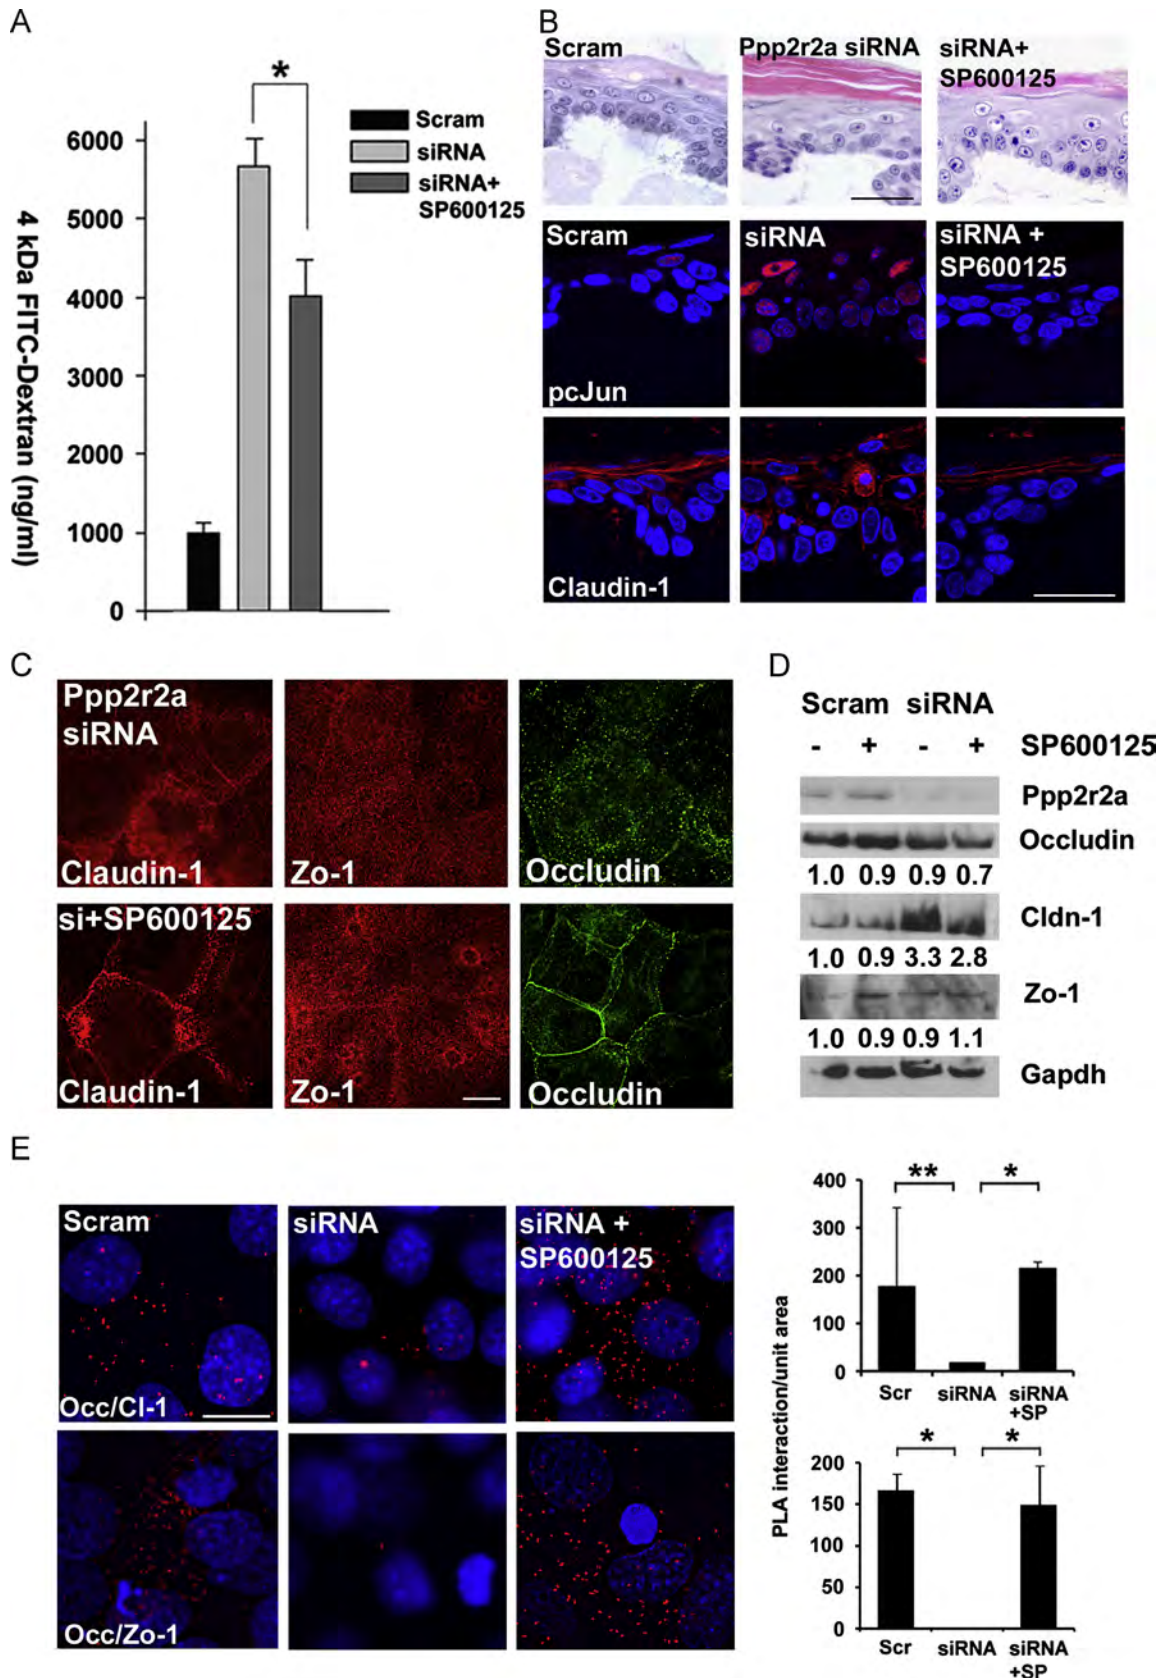 A
*
Scram
siRNA
siRNA+
SP600125
4 kDa FITC-Dextran (ng/ml)
6000
5000
4000
3000
2000
1000
0
B
Scram
Ppp2r2a siRNA
siRNA+
SP600125
Scram
siRNA
siRNA +
SP600125
pcJun
Claudin-1
C
Ppp2r2a
siRNA
Claudin-1
Zo-1
Occludin
si+SP600125
Claudin-1
Zo-1
Occludin
D
Scram siRNA
- + - + SP600125
Ppp2r2a
Occludin
1.0 0.9 0.9 0.7
Cldn-1
1.0 0.9 3.3 2.8
Zo-1
1.0 0.9 0.9 1.1
Gapdh
E
Scram
siRNA
siRNA +
SP600125
Occ/Cl-1
Occ/Zo-1
PLA interaction/unit area
400
300
200
100
0
** *
Scr siRNA siRNA
+SP
200
150
100
50
0
* *
Scr siRNA siRNA
+SP